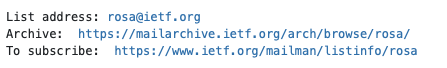 List address: rosa@ietf.org
Archive:  https://mailarchive.ietf.org/arch/browse/rosa/
To subscribe:  https://www.ietf.org/mailman/listinfo/rosa